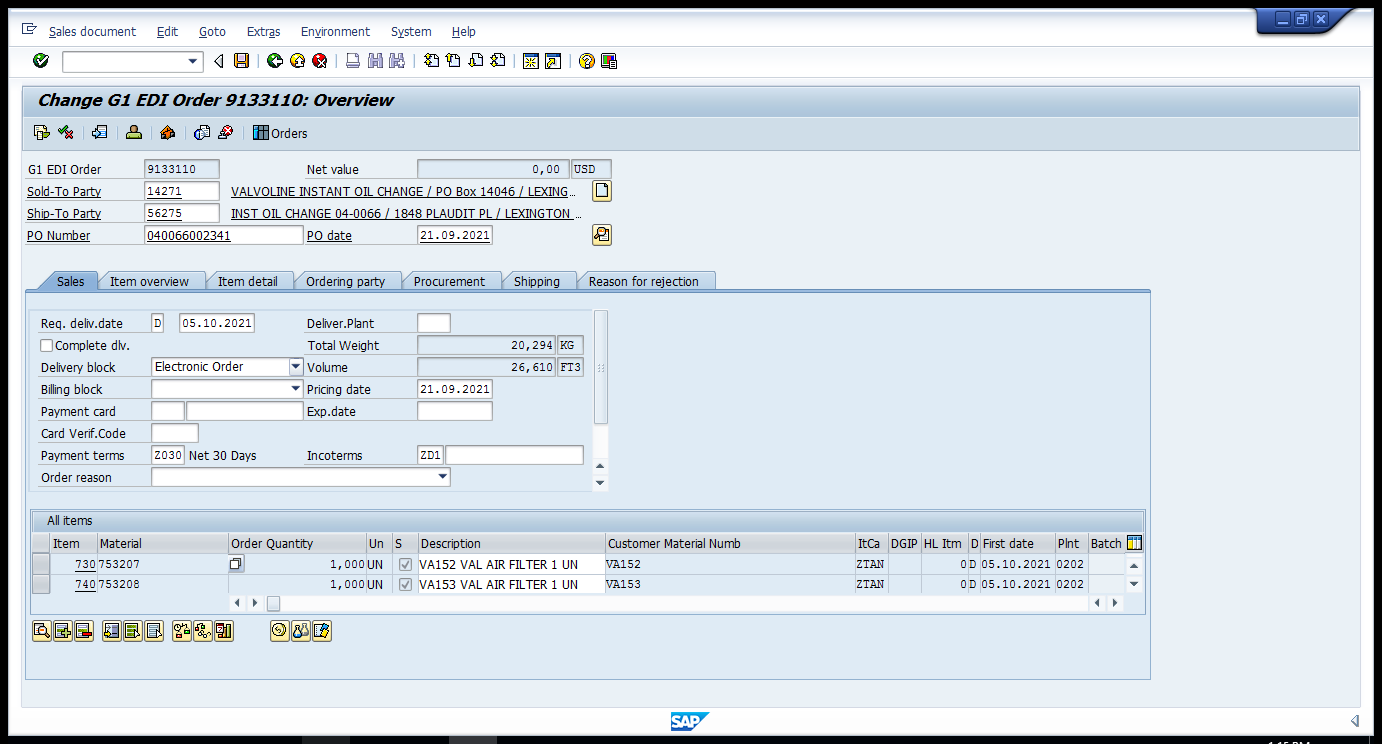 Sales document Edit Goto Extras Environment System Help
Change G1 EDI Order 9133110: Overview
Orders
G1 EDI Order 9133110 Net value 0,00 USD
Sold-To Party 14271 VALVOLINE INSTANT OIL CHANGE / PO Box 14046 / LEXING...
Ship-To Party 56275 INST OIL CHANGE 04-0066 / 1848 PLAUDIT PL / LEXINGTON ...
PO Number 040066002341 PO date 21.09.2021
Sales Item overview Item detail Ordering party Procurement Shipping Reason for rejection
Req. deliv.date D 05.10.2021 Deliver.Plant
Complete dlv. Total Weight 20,294 KG
Delivery block Electronic Order Volume 26,610 FT3
Billing block Pricing date 21.09.2021
Payment card Exp.date
Card Verif.Code
Payment terms Z030 Net 30 Days Incoterms ZD1
Order reason
All items
Item Material Order Quantity Un S Description Customer Material Numb ItCa DGIP HL Itm D First date Plnt Batch
730 753207 1,000 UN VA152 VAL AIR FILTER 1 UN VA152 ZTAN 0 D 05.10.2021 0202
740 753208 1,000 UN VA153 VAL AIR FILTER 1 UN VA153 ZTAN 0 D 05.10.2021 0202
SAP